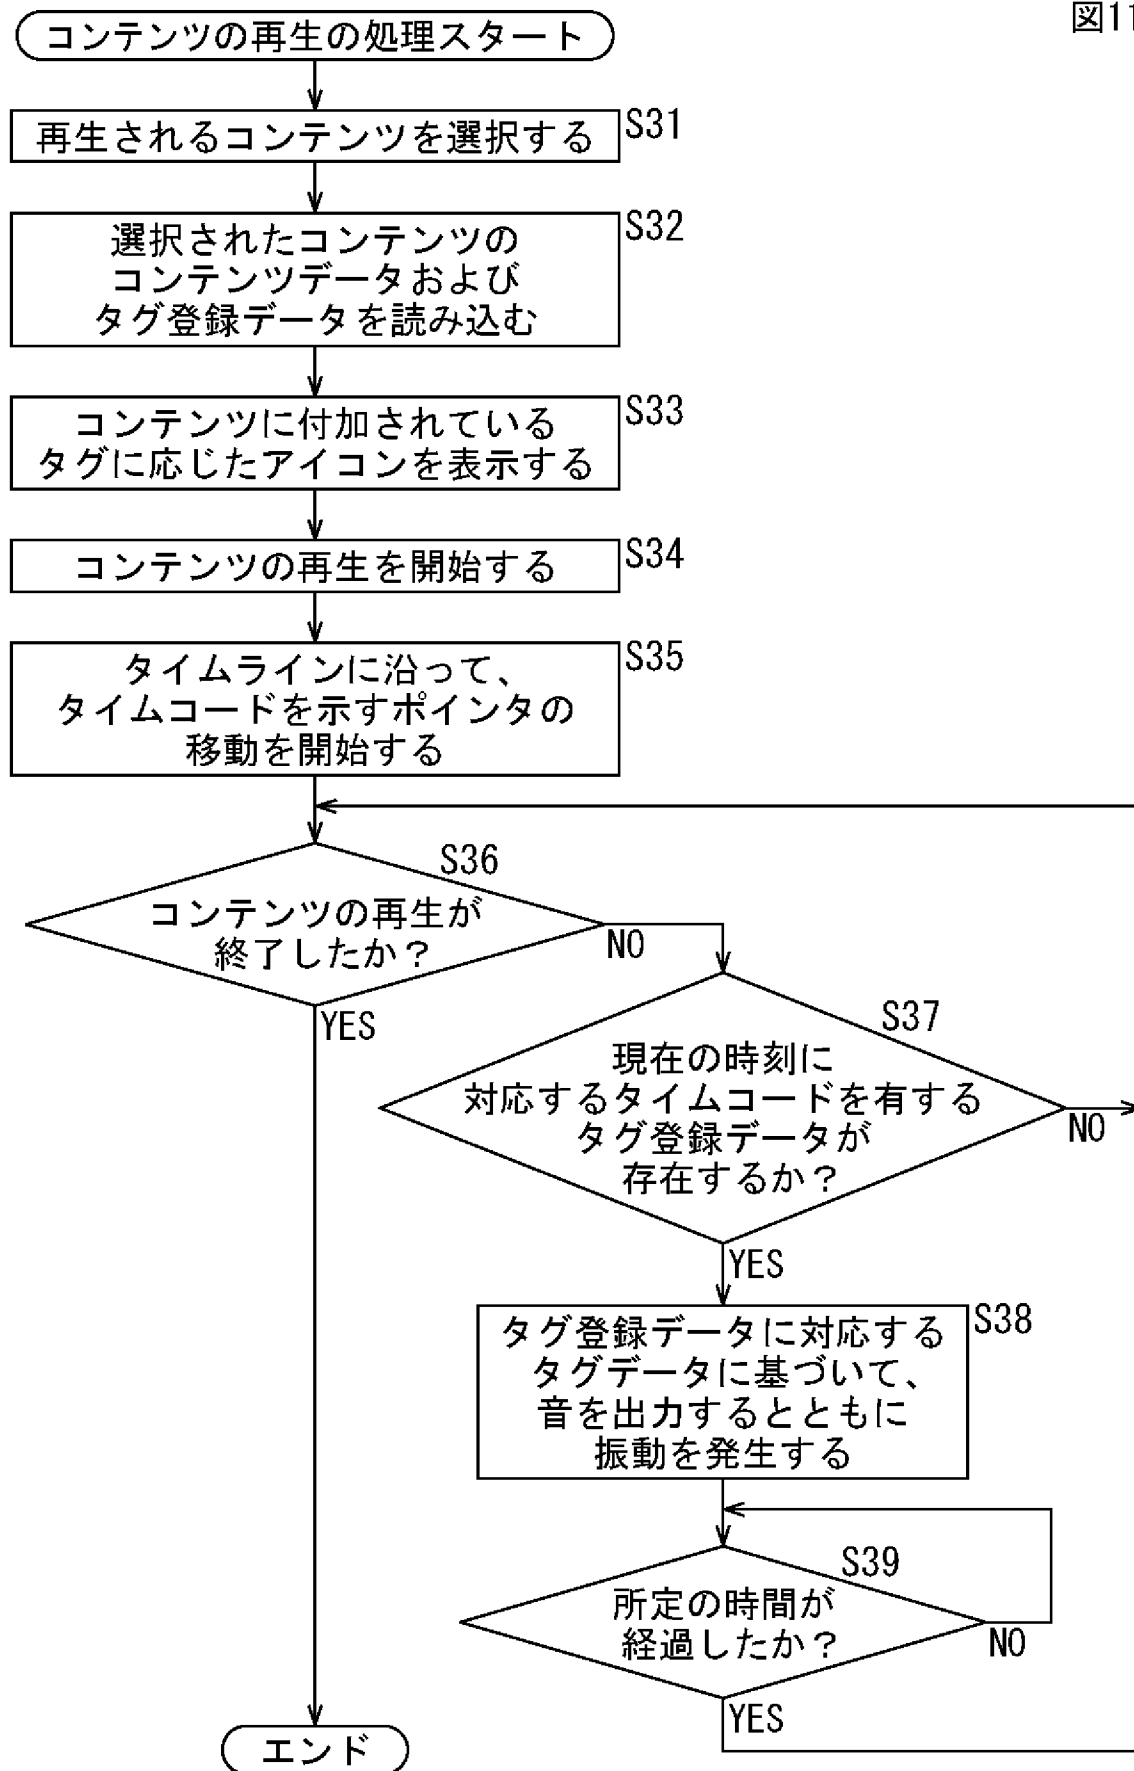 図11
コンテンツの再生の処理スタート
再生されるコンテンツを選択する
S31
選択されたコンテンツの
コンテンツデータおよび
タグ登録データを読み込む
S32
コンテンツに付加されている
タグに応じたアイコンを表示する
S33
コンテンツの再生を開始する
S34
タイムラインに沿って、
タイムコードを示すポインタの
移動を開始する
S35
S36
コンテンツの再生が
終了したか？
NO
YES
S37
現在の時刻に
対応するタイムコードを有する
タグ登録データが
存在するか？
NO
YES
S38
タグ登録データに対応する
タグデータに基づいて、
音を出力するとともに
振動を発生する
S39
所定の時間が
経過したか？
NO
YES
エンド